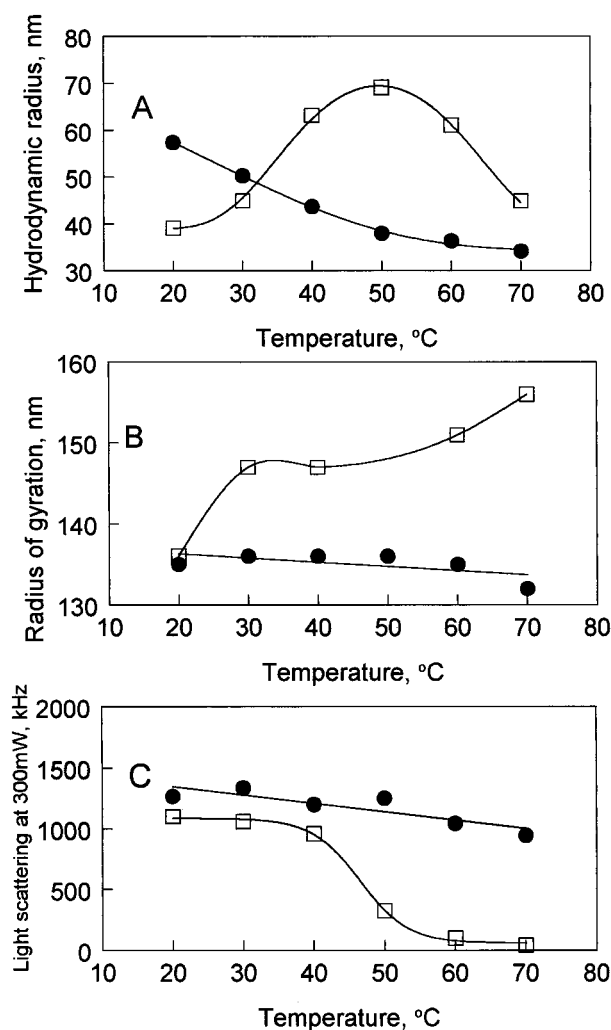 80
70
60
50
40
30
A
Hydrodynamic radius, nm
10 20 30 40 50 60 70 80
Temperature, °C
160
150
140
130
B
Radius of gyration, nm
10 20 30 40 50 60 70 80
Temperature, °C
2000
1500
1000
500
0
C
Light scattering at 300mW, kHz
10 20 30 40 50 60 70 80
Temperature, °C